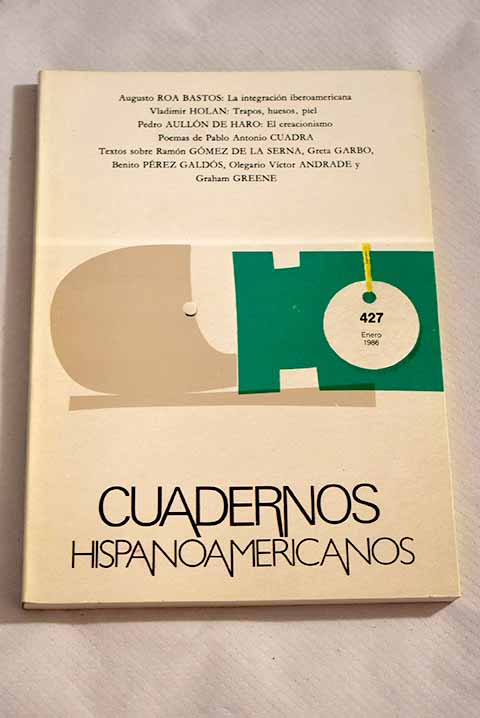 Augusto ROA BASTOS: La integración iberoamericana
Vladimir HOLAN: Trapos, huesos, piel
Pedro AULLÓN DE HARO: El creacionismo
Poemas de Pablo Antonio CUADRA
Textos sobre Ramón GÓMEZ DE LA SERNA, Greta GARBO,
Benito PÉREZ GALDÓS, Olegario Víctor ANDRADE y
Graham GREENE
427
Enero
1986
CUADERNOS
HISPANOAMERICANOS